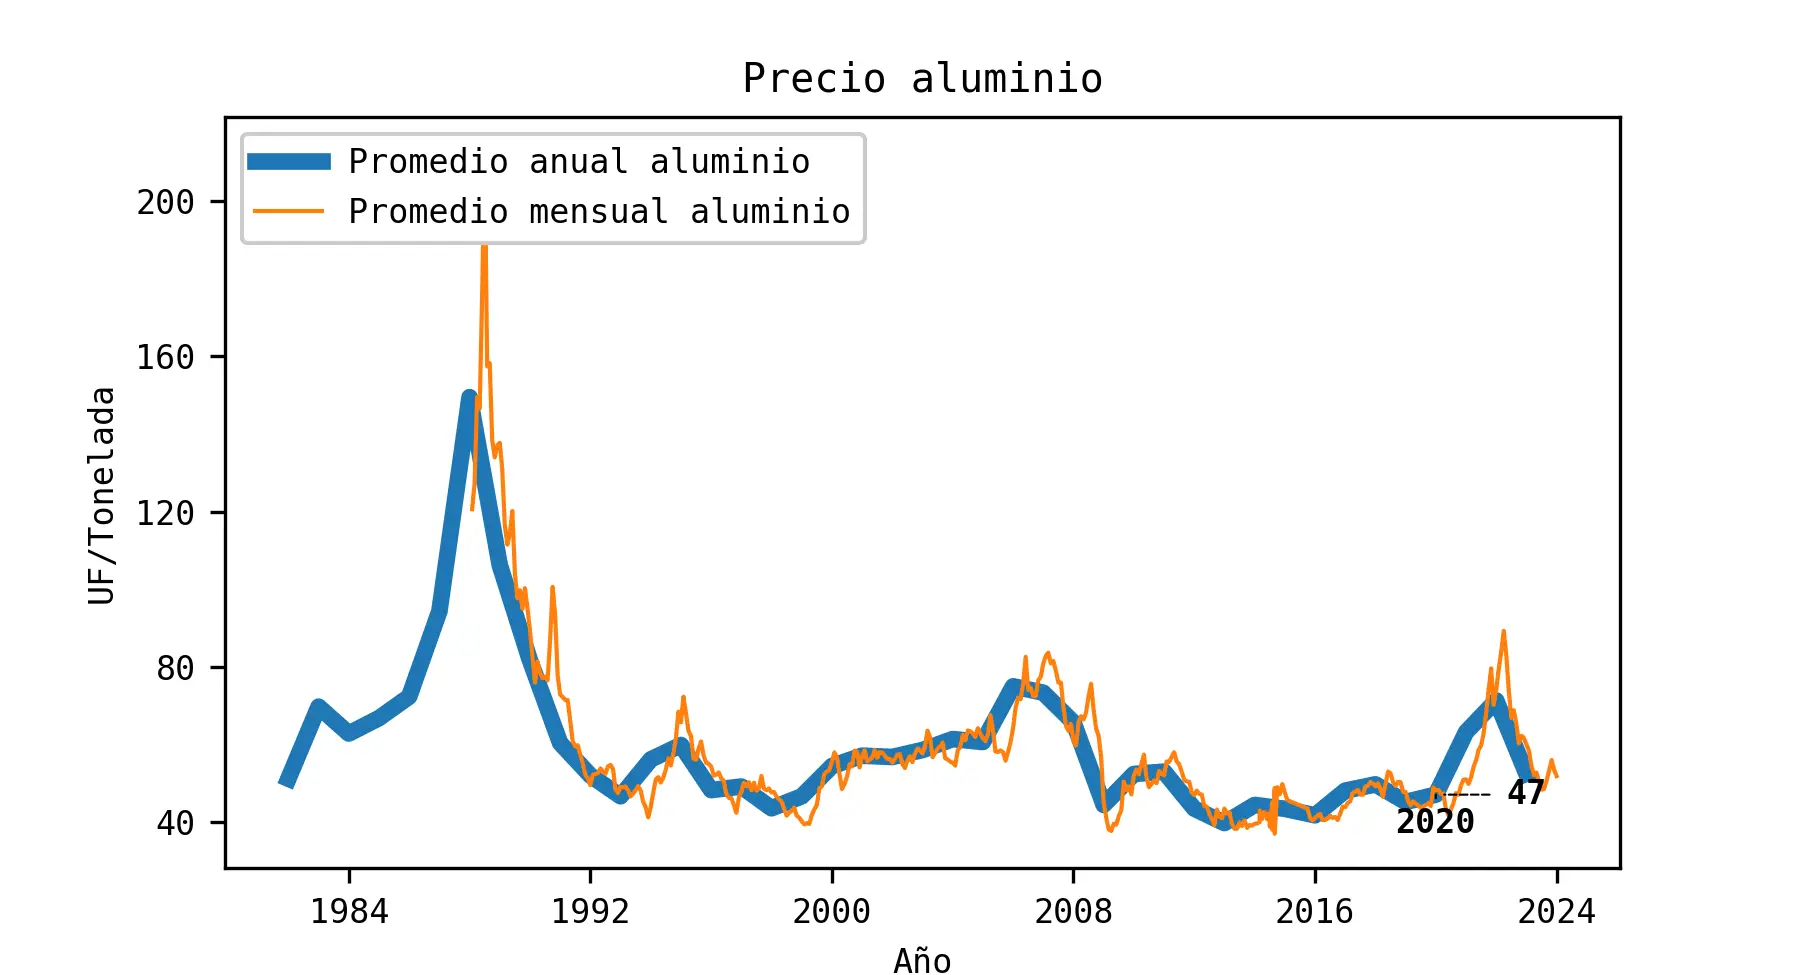 Precio aluminio
Promedio anual aluminio
Promedio mensual aluminio
UF/Tonelada
200
160
120
80
40
47
2020
1984
1992
2000
2008
2016
2024
Año